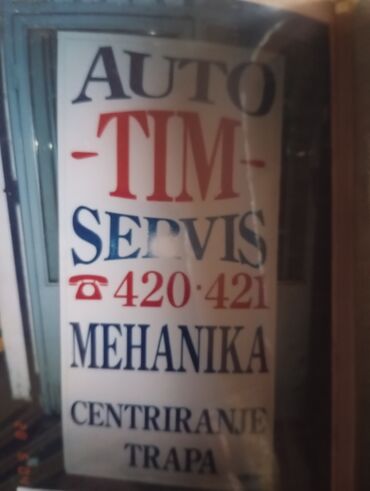 AUTO
-TIM-
SERVIS
☎ 420-421
MEHANIKA
CENTRIRANJE
TRAPA